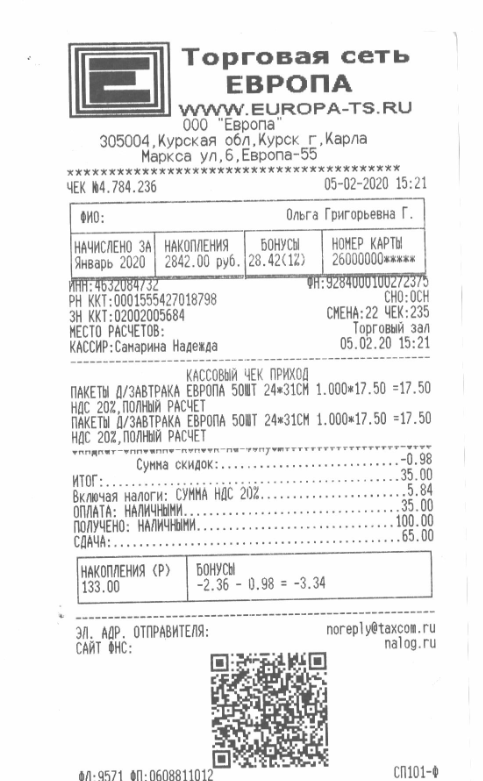 Торговая сеть
ЕВРОПА
WWW.EUROPA-TS.RU
ООО "Европа"
305004,Курская обл,Курск г,Карла
Маркса ул,6,Европа-55
****************************************
ЧЕК №4.784.236 05-02-2020 15:21
ФИО: Ольга Григорьевна Г.
НАЧИСЛЕНО ЗА НАКОПЛЕНИЯ БОНУСЫ НОМЕР КАРТЫ
Январь 2020 2842.00 руб. 28.42(1%) 26000000*****
ИНН:4632084732 ФН:9284000100272375
РН ККТ:0001555427018798 СНО:ОСН
ЗН ККТ:02002005684 СМЕНА:22 ЧЕК:235
МЕСТО РАСЧЕТОВ: Торговый зал
КАССИР:Самарина Надежда 05.02.20 15:21
КАССОВЫЙ ЧЕК ПРИХОД
ПАКЕТЫ Д/ЗАВТРАКА ЕВРОПА 50ШТ 24*31СМ 1.000*17.50 =17.50
НДС 20%,ПОЛНЫЙ РАСЧЕТ
ПАКЕТЫ Д/ЗАВТРАКА ЕВРОПА 50ШТ 24*31СМ 1.000*17.50 =17.50
НДС 20%,ПОЛНЫЙ РАСЧЕТ
Сумма скидок:............................-0.98
ИТОГ:.....................................35.00
Включая налоги: СУММА НДС 20%..................5.84
ОПЛАТА: НАЛИЧНЫМИ.........................35.00
ПОЛУЧЕНО: НАЛИЧНЫМИ.......................100.00
СДАЧА:....................................65.00
НАКОПЛЕНИЯ (Р) БОНУСЫ
133.00 -2.36 - 0.98 = -3.34
ЭЛ. АДР. ОТПРАВИТЕЛЯ: noreply@taxcom.ru
САЙТ ФНС: nalog.ru
ФД:9571 ФП:0608811012 СП101-Ф